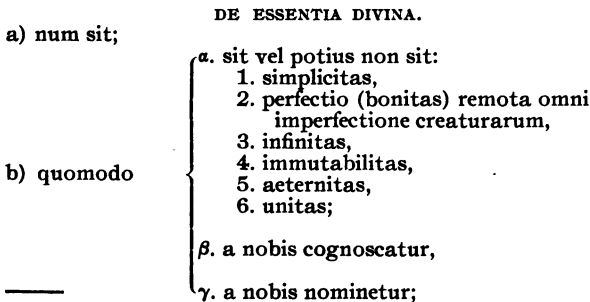 DE ESSENTIA DIVINA.
a) num sit;
α. sit vel potius non sit:
1. simplicitas,
2. perfectio (bonitas) remota omni
imperfectione creaturarum,
3. infinitas,
4. immutabilitas,
b) quomodo
5. aeternitas,
6. unitas;
β. a nobis cognoscatur,
γ. a nobis nominetur;